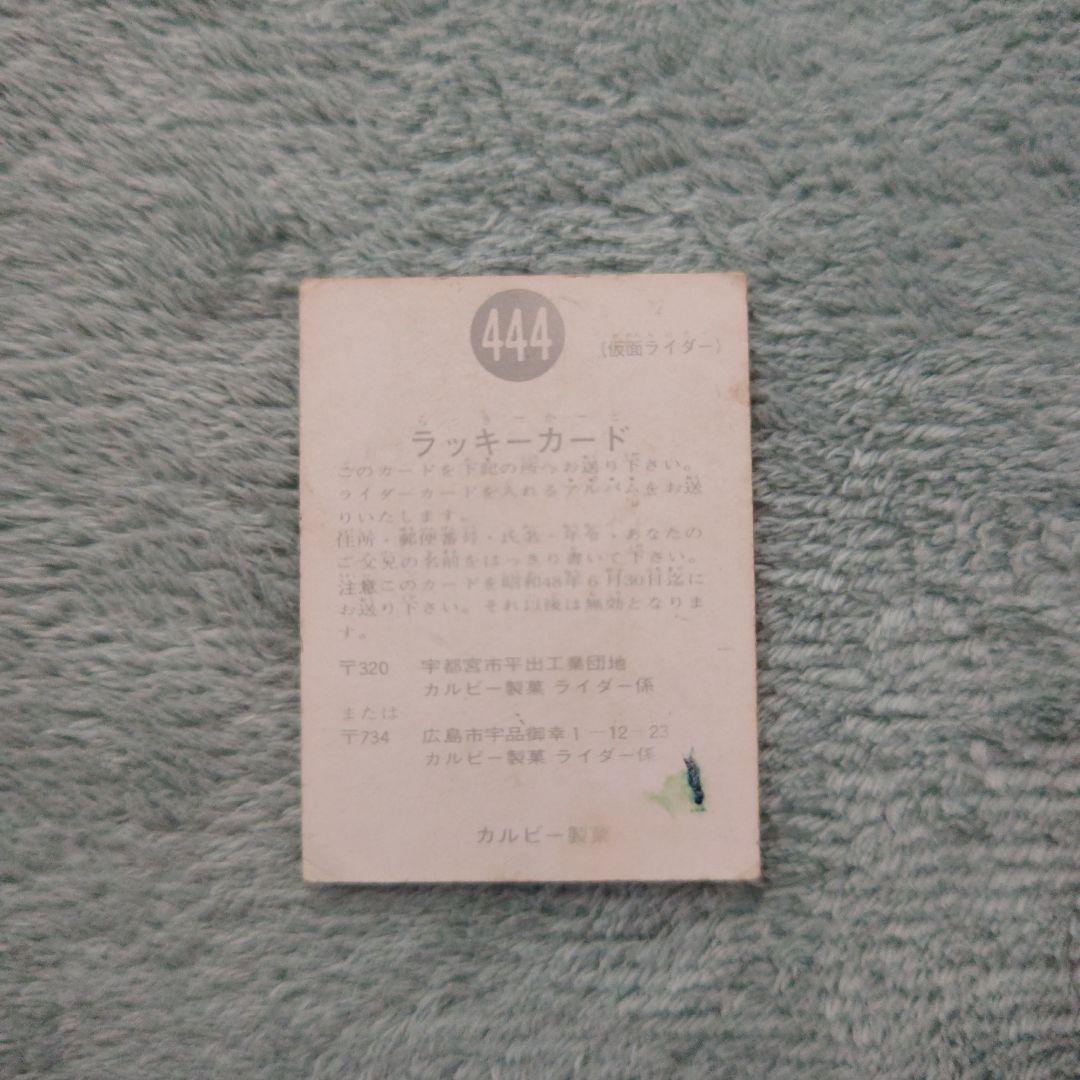 444
(仮面ライダー)
ラッキーカード
このカードを下記の所へお送り下さい。
ライダーカードを入れるアルバムをお送
りいたします。
住所・郵便番号・氏名・年令・あなたの
ご父兄の名前をはっきり書いて下さい。
注意このカードを昭和48年6月30日迄に
お送り下さい。それ以後は無効となりま
す。
〒320 宇都宮市平出工業団地
カルビー製菓 ライダー係
または
〒734 広島市宇品御幸1-12-23
カルビー製菓 ライダー係
カルビー製菓